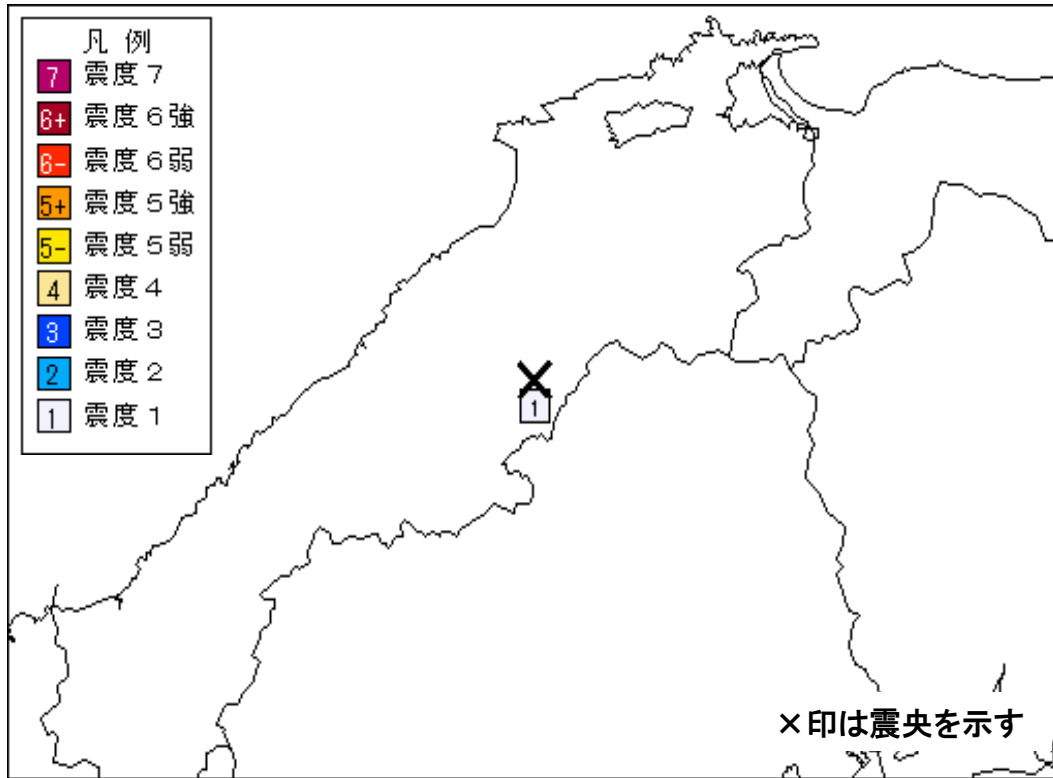 凡 例
7 震度７
6+ 震度６強
6- 震度６弱
5+ 震度５強
5- 震度５弱
4 震度４
3 震度３
2 震度２
1 震度１
1
×印は震央を示す